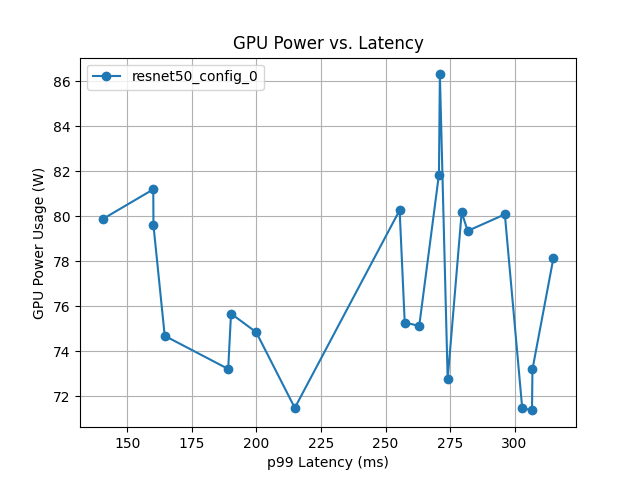 GPU Power vs. Latency
resnet50_config_0
GPU Power Usage (W)
86
84
82
80
78
76
74
72
150 175 200 225 250 275 300
p99 Latency (ms)